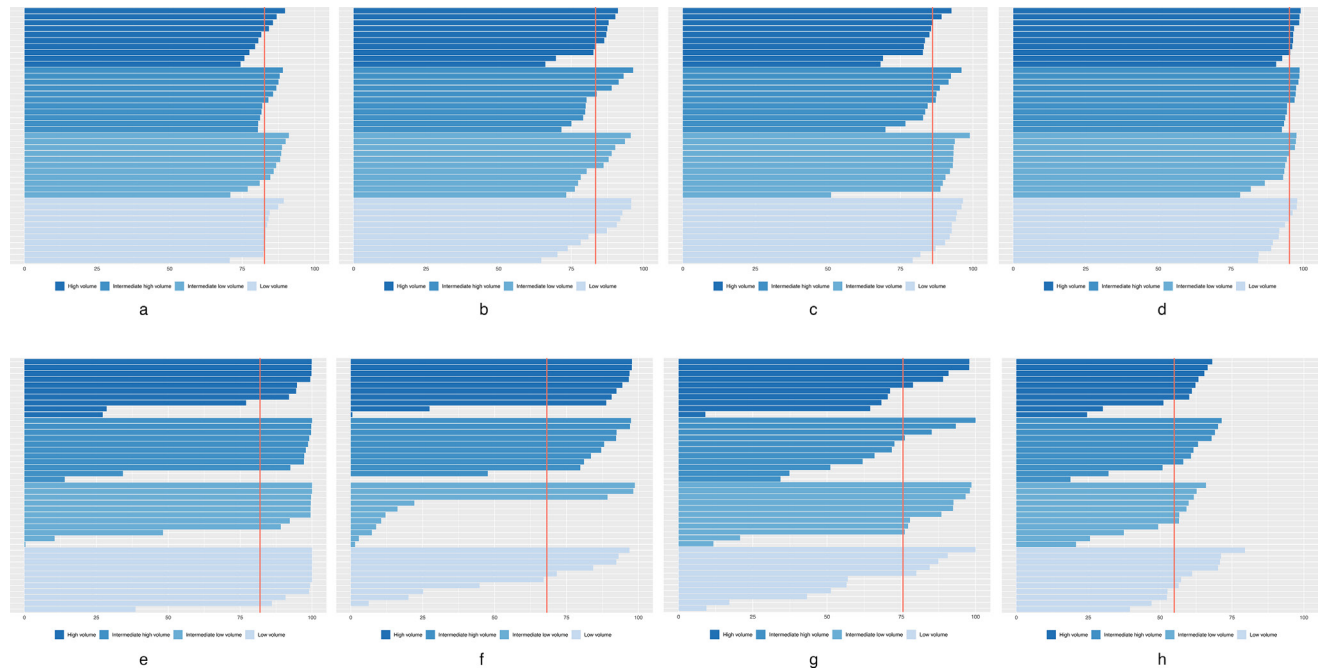 0 25 50 75 100 0 25 50 75 100 0 25 50 75 100 0 25 50 75 100
High volume Intermediate high volume Intermediate low volume Low volume High volume Intermediate high volume Intermediate low volume Low volume High volume Intermediate high volume Intermediate low volume Low volume High volume Intermediate high volume Intermediate low volume Low volume
a b c d
0 25 50 75 100 0 25 50 75 100 0 25 50 75 100 0 25 50 75 100
High volume Intermediate high volume Intermediate low volume Low volume High volume Intermediate high volume Intermediate low volume Low volume High volume Intermediate high volume Intermediate low volume Low volume High volume Intermediate high volume Intermediate low volume Low volume
e f g h